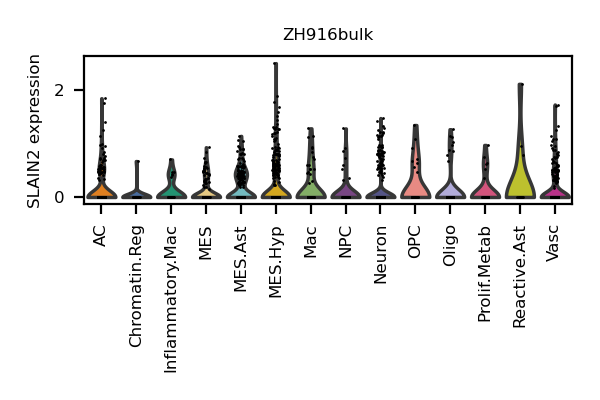 ZH916bulk
SLAIN2 expression
2
0
AC
Chromatin.Reg
Inflammatory.Mac
MES
MES.Ast
MES.Hyp
Mac
NPC
Neuron
OPC
Oligo
Prolif.Metab
Reactive.Ast
Vasc